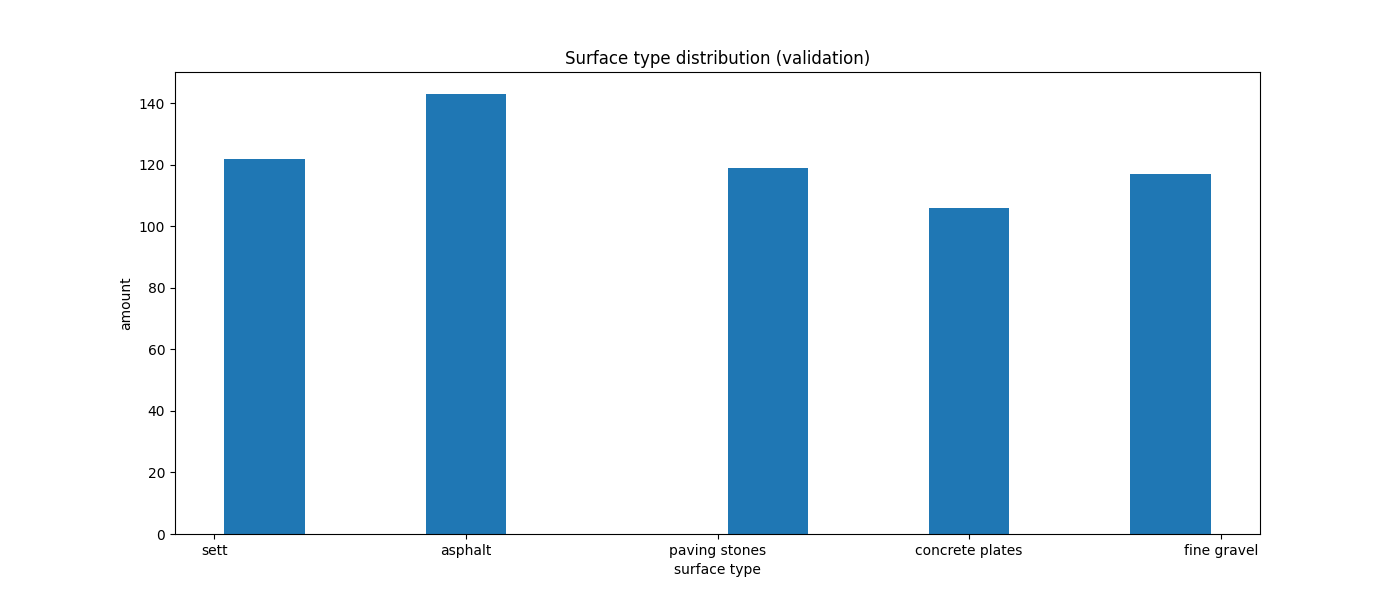 Surface type distribution (validation)
140
120
100
80
60
40
20
0
amount
sett asphalt paving stones concrete plates fine gravel
surface type